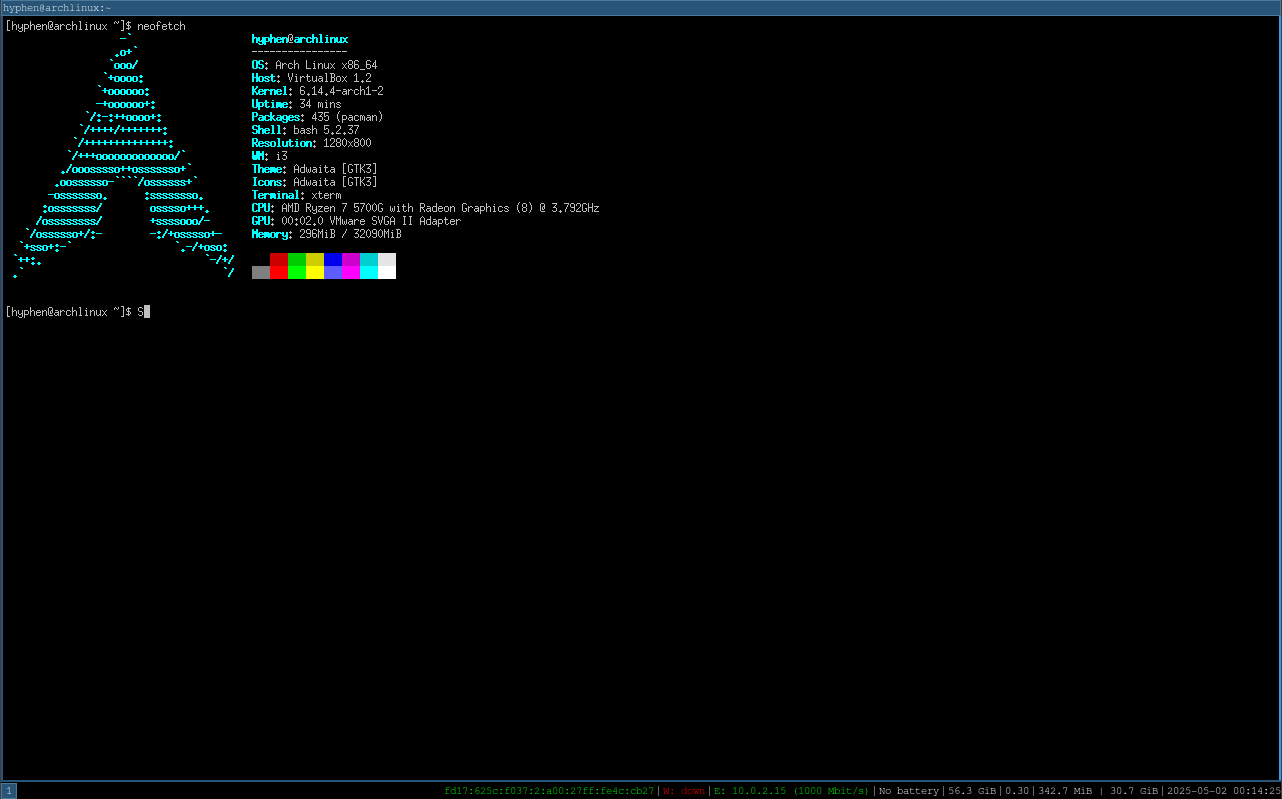 hyphen@archlinux:~
[hyphen@archlinux ~]$ neofetch
                   -`                    hyphen@archlinux
                  .o+`                   ----------------
                 `ooo/                   OS: Arch Linux x86_64
                `+oooo:                  Host: VirtualBox 1.2
               `+oooooo:                 Kernel: 6.14.4-arch1-2
               -+oooooo+:                Uptime: 34 mins
             `/:-:++oooo+:               Packages: 435 (pacman)
            `/++++/+++++++:              Shell: bash 5.2.37
           `/++++++++++++++:             Resolution: 1280x800
          `/+++ooooooooooooo/`           WM: i3
         ./ooosssso++osssssso+`          Theme: Adwaita [GTK3]
        .oossssso-````/ossssss+`         Icons: Adwaita [GTK3]
       -osssssso.      :ssssssso.        Terminal: xterm
      :osssssss/        osssso+++.       CPU: AMD Ryzen 7 5700G with Radeon Graphics (8) @ 3.792GHz
     /ossssssss/        +ssssooo/-       GPU: 00:02.0 VMware SVGA II Adapter
   `/ossssso+/:-        -:/+osssso+-     Memory: 296MiB / 32090MiB
  `+sso+:-`                 `.-/+oso:
 `++:.                           `-/+/
 .`                                 `/
[hyphen@archlinux ~]$ S
1 fd17:625c:f037:2:a00:27ff:fe4c:cb27|W: down|E: 10.0.2.15 (1000 Mbit/s)|No battery|56.3 GiB|0.30|342.7 MiB | 30.7 GiB|2025-05-02 00:14:25